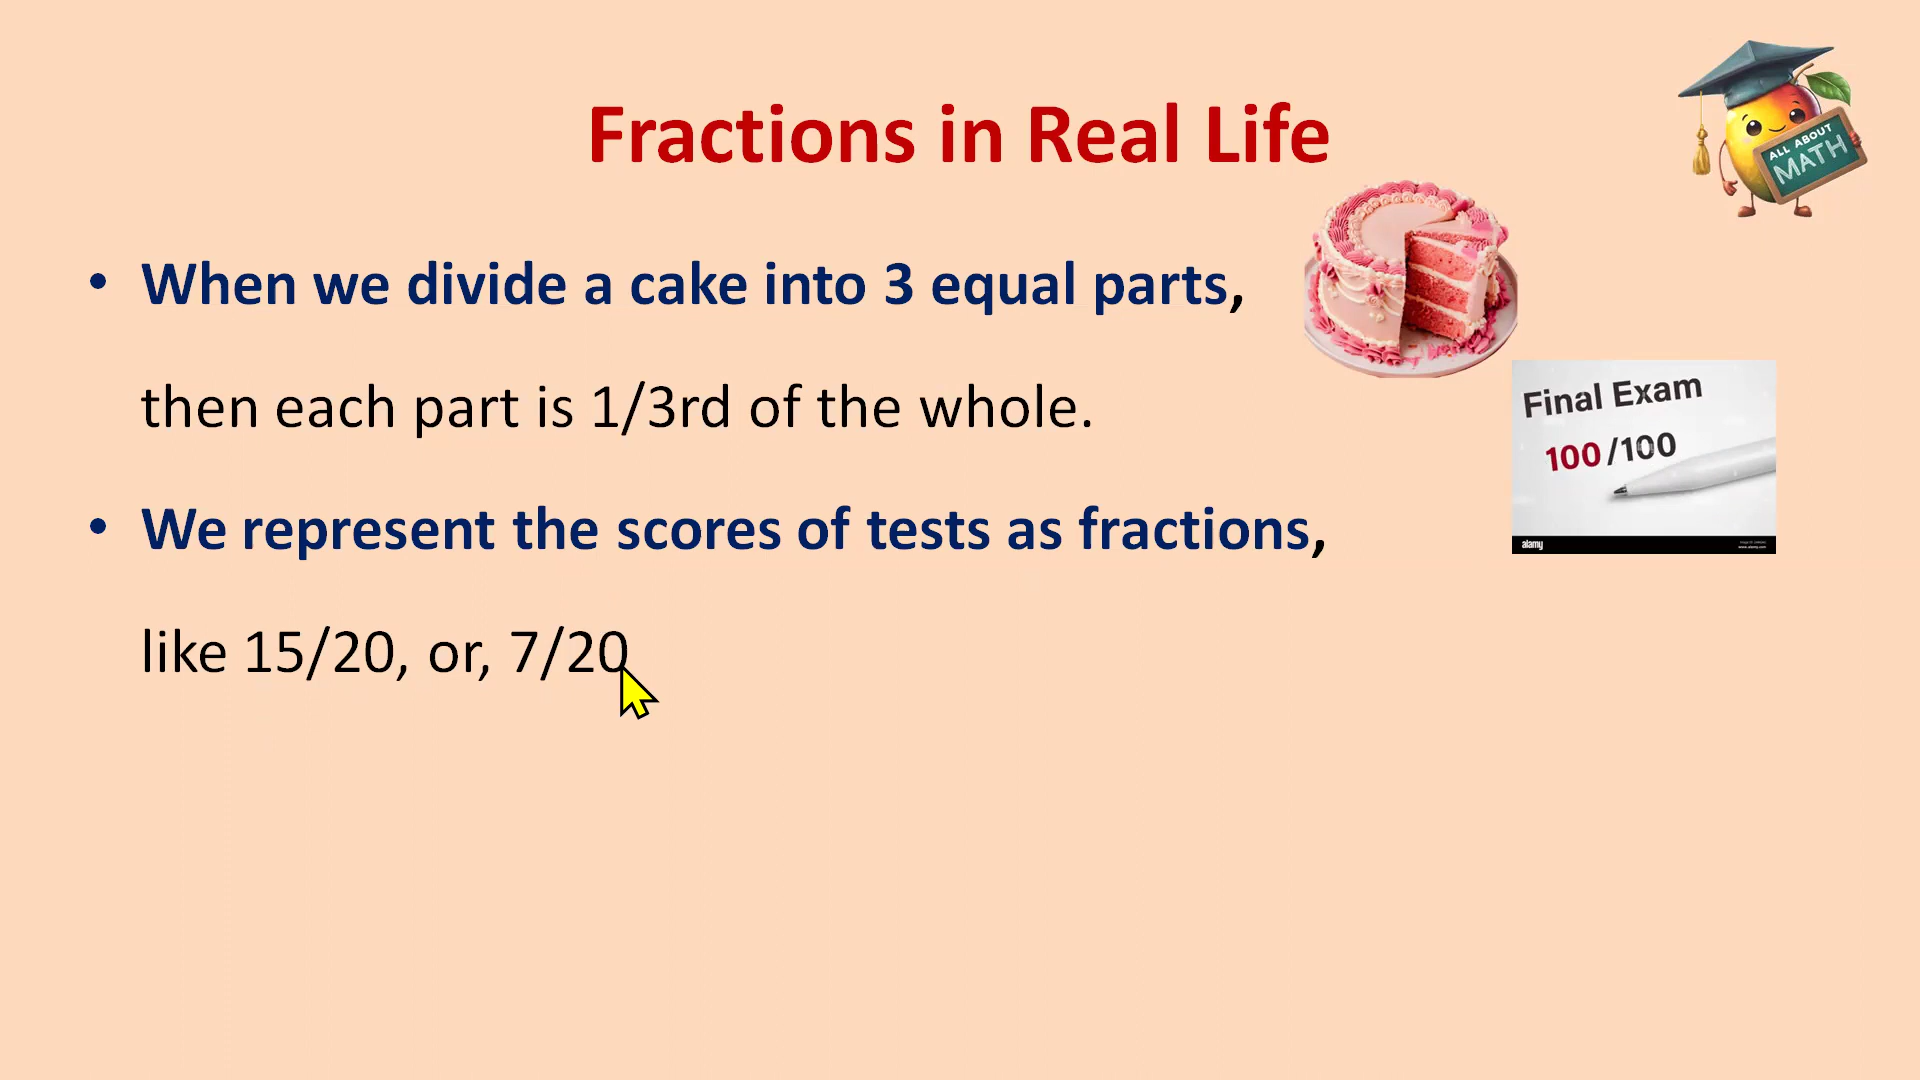 Fractions in Real Life
ALL ABOUT
MATH
• When we divide a cake into 3 equal parts,
then each part is 1/3rd of the whole.
Final Exam
100/100
• We represent the scores of tests as fractions,
alamy
like 15/20, or, 7/20